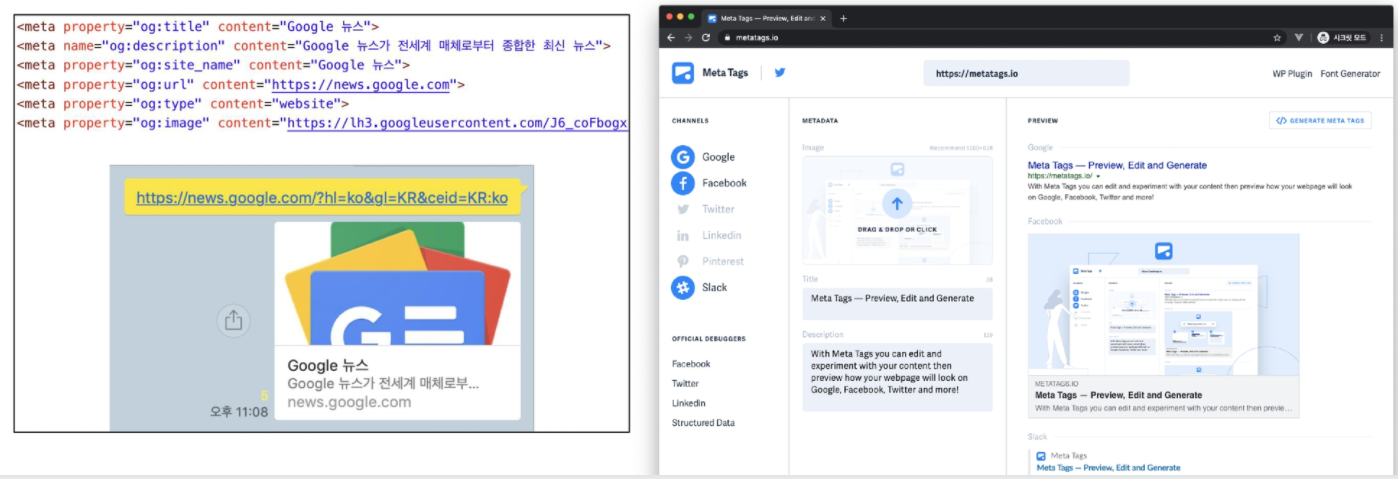 <meta property="og:title" content="Google 뉴스">
<meta name="og:description" content="Google 뉴스가 전세계 매체로부터 종합한 최신 뉴스">
<meta property="og:site_name" content="Google 뉴스">
<meta property="og:url" content="https://news.google.com">
<meta property="og:type" content="website">
<meta property="og:image" content="https://lh3.googleusercontent.com/J6_coFbogx
https://news.google.com/?hl=ko&gl=KR&ceid=KR:ko
Google 뉴스
Google 뉴스가 전세계 매체로부...
news.google.com
5
오후 11:08
Meta Tags — Preview, Edit and
metatags.io
시크릿 모드
Meta Tags
https://metatags.io
WP Plugin
Font Generator
CHANNELS
Google
Facebook
Twitter
Linkedin
Pinterest
Slack
OFFICIAL DEBUGGERS
Facebook
Twitter
Linkedin
Structured Data
METADATA
Image
DRAG & DROP OR CLICK
Title
Meta Tags — Preview, Edit and Generate
Description
With Meta Tags you can edit and
experiment with your content then
preview how your webpage will look on
Google, Facebook, Twitter and more!
PREVIEW
</> GENERATE META TAGS
Google
Meta Tags — Preview, Edit and Generate
https://metatags.io/
With Meta Tags you can edit and experiment with your content then preview how your webpage will look
on Google, Facebook, Twitter and more!
Facebook
METATAGS.IO
Meta Tags — Preview, Edit and Generate
With Meta Tags you can edit and experiment with your content then previe...
Slack
Meta Tags
Meta Tags — Preview, Edit and Generate